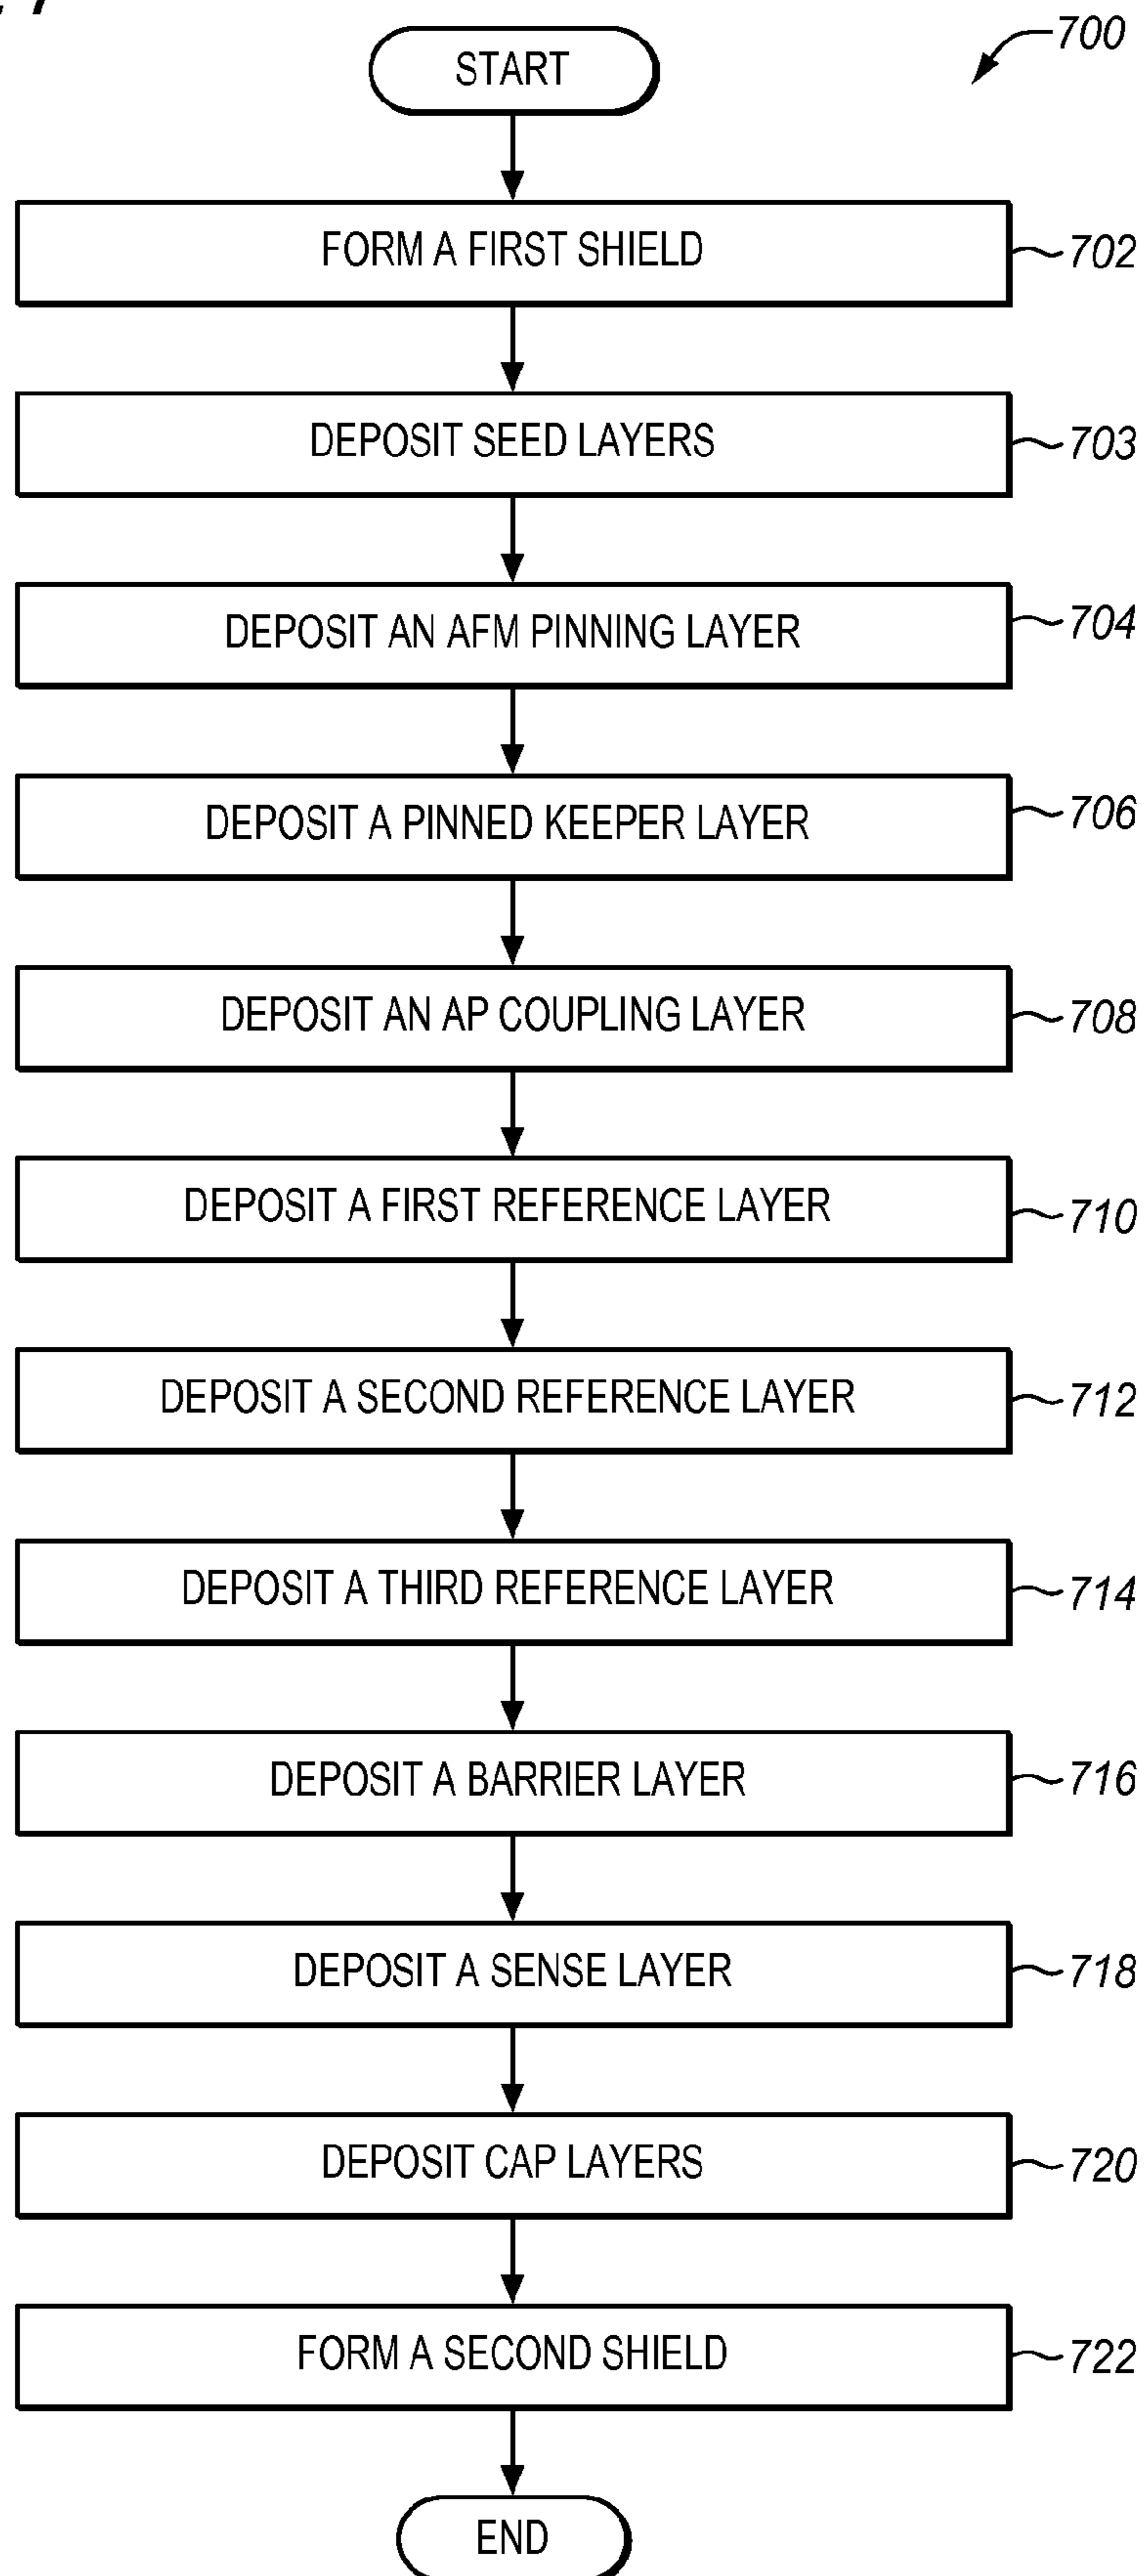 700
START
FORM A FIRST SHIELD 702
DEPOSIT SEED LAYERS 703
DEPOSIT AN AFM PINNING LAYER 704
DEPOSIT A PINNED KEEPER LAYER 706
DEPOSIT AN AP COUPLING LAYER 708
DEPOSIT A FIRST REFERENCE LAYER 710
DEPOSIT A SECOND REFERENCE LAYER 712
DEPOSIT A THIRD REFERENCE LAYER 714
DEPOSIT A BARRIER LAYER 716
DEPOSIT A SENSE LAYER 718
DEPOSIT CAP LAYERS 720
FORM A SECOND SHIELD 722
END